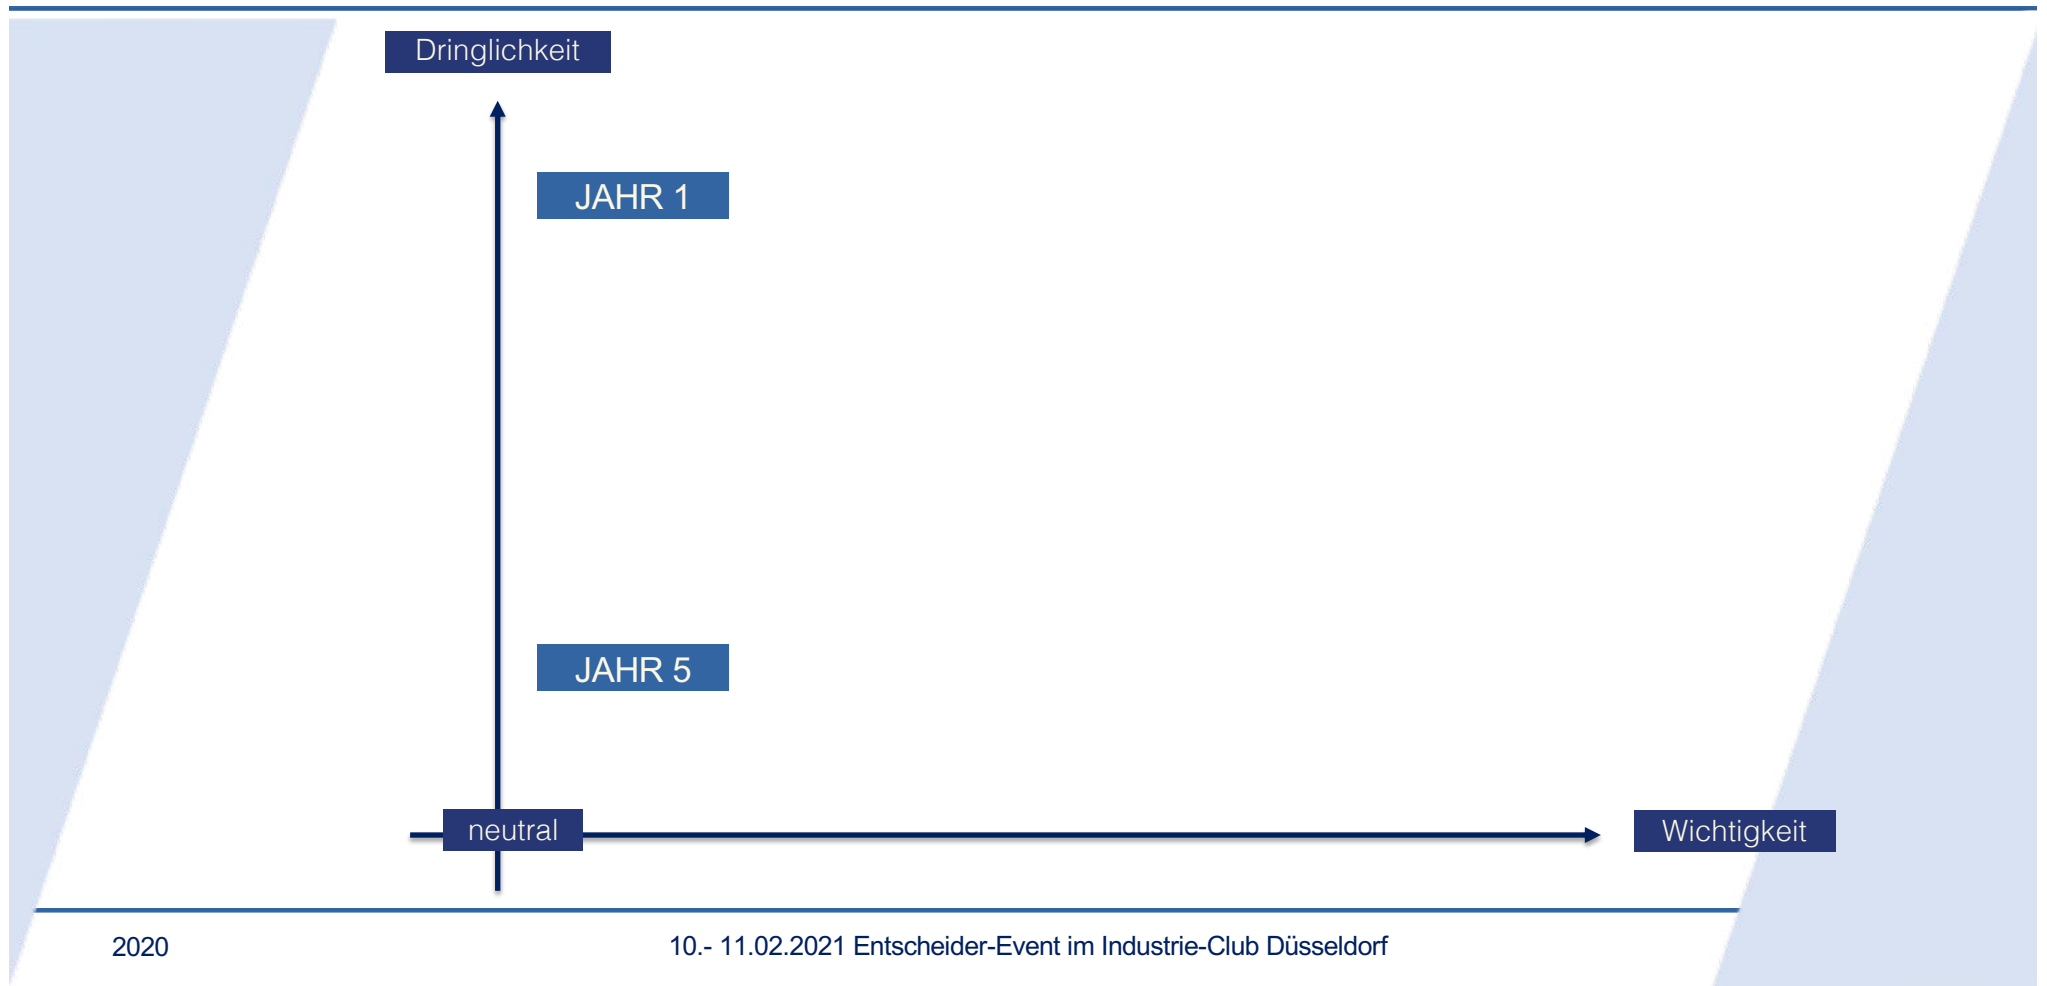 Dringlichkeit
JAHR 1
JAHR 5
neutral
Wichtigkeit
2020
10.- 11.02.2021 Entscheider-Event im Industrie-Club Düsseldorf